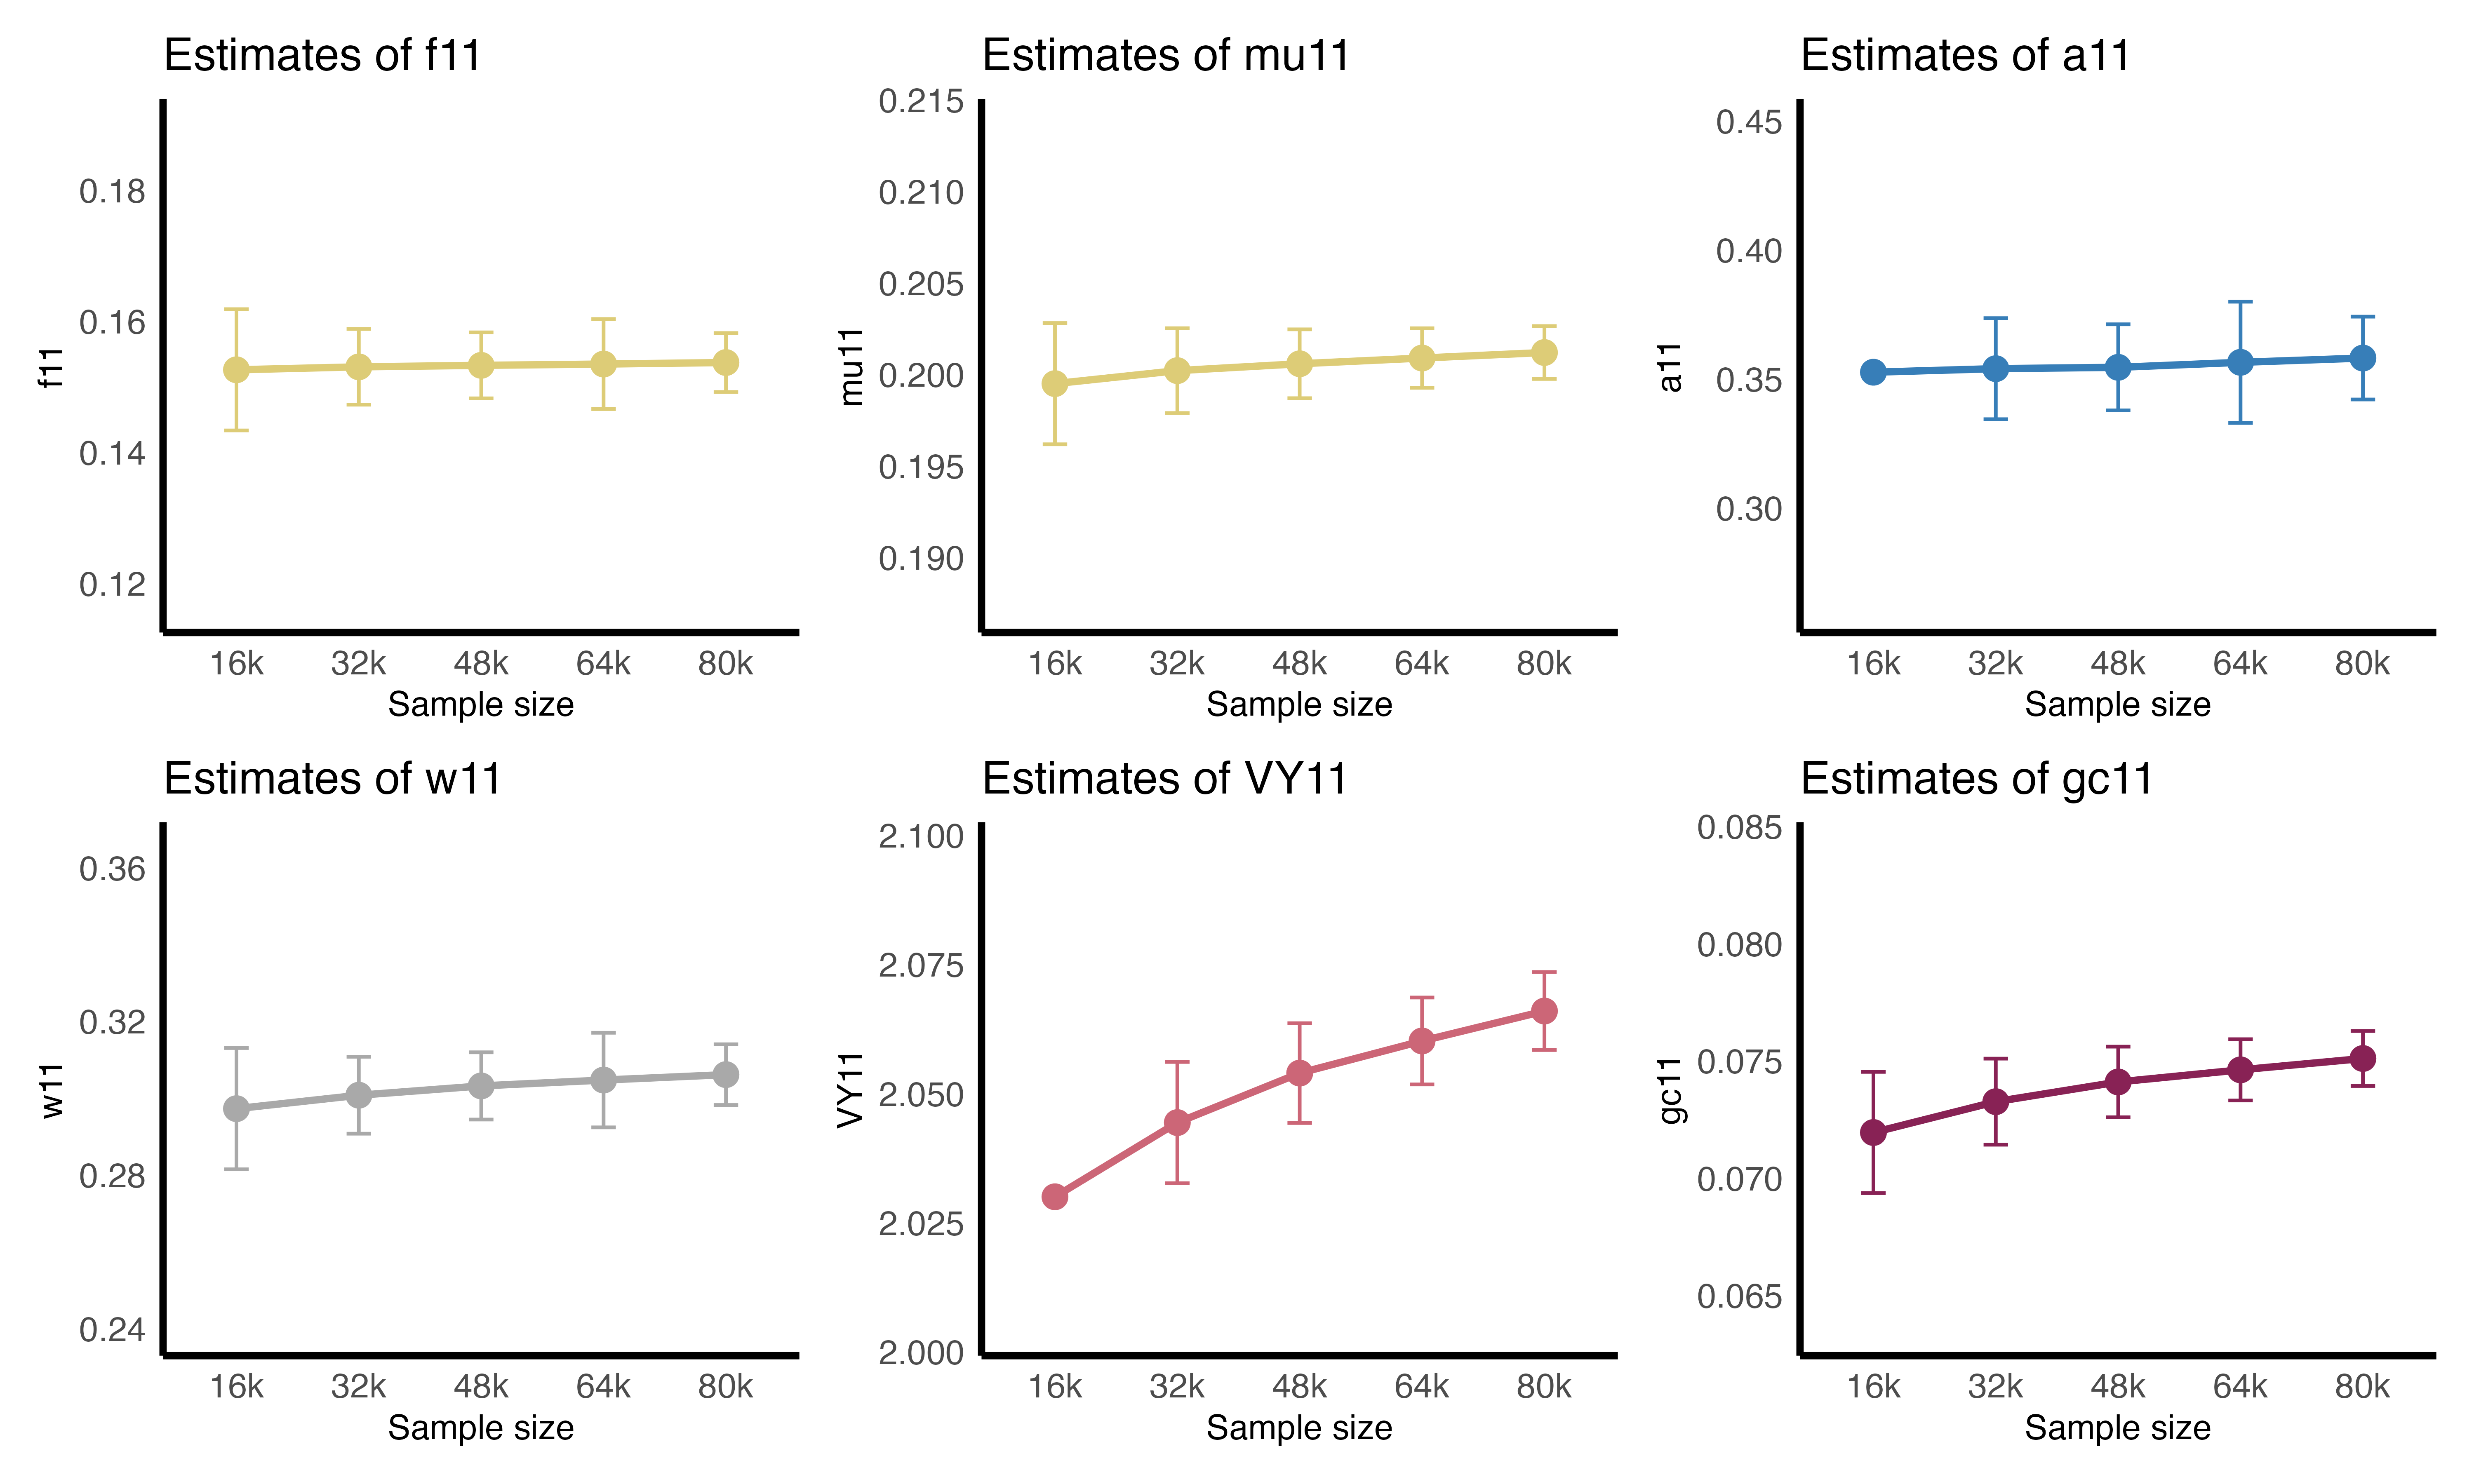 Estimates of f11
0.18
0.16
0.14
0.12
f11
16k 32k 48k 64k 80k
Sample size
Estimates of mu11
0.215
0.210
0.205
0.200
0.195
0.190
mu11
16k 32k 48k 64k 80k
Sample size
Estimates of a11
0.45
0.40
0.35
0.30
a11
16k 32k 48k 64k 80k
Sample size
Estimates of w11
0.36
0.32
0.28
0.24
w11
16k 32k 48k 64k 80k
Sample size
Estimates of VY11
2.100
2.075
2.050
2.025
2.000
VY11
16k 32k 48k 64k 80k
Sample size
Estimates of gc11
0.085
0.080
0.075
0.070
0.065
gc11
16k 32k 48k 64k 80k
Sample size